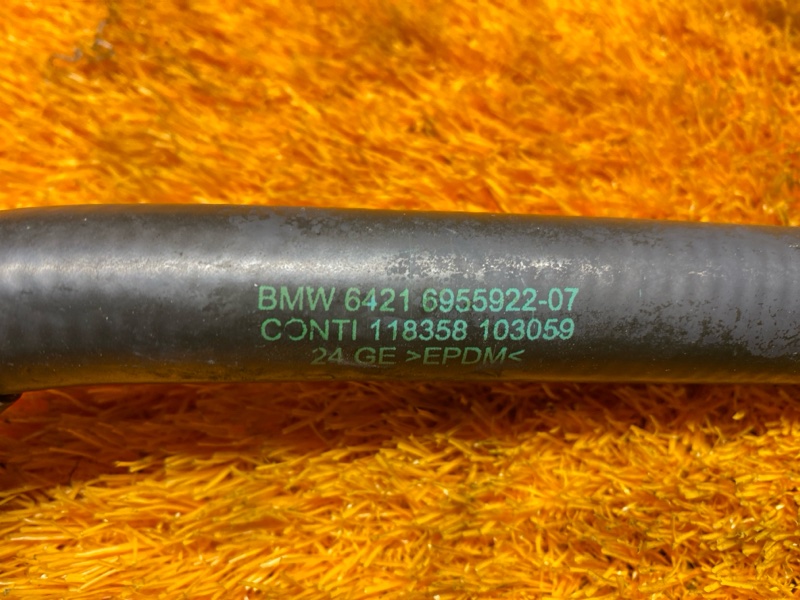 BMW 6421 6955922-07
CONTI 118358 103059
24 GE >EPDM<